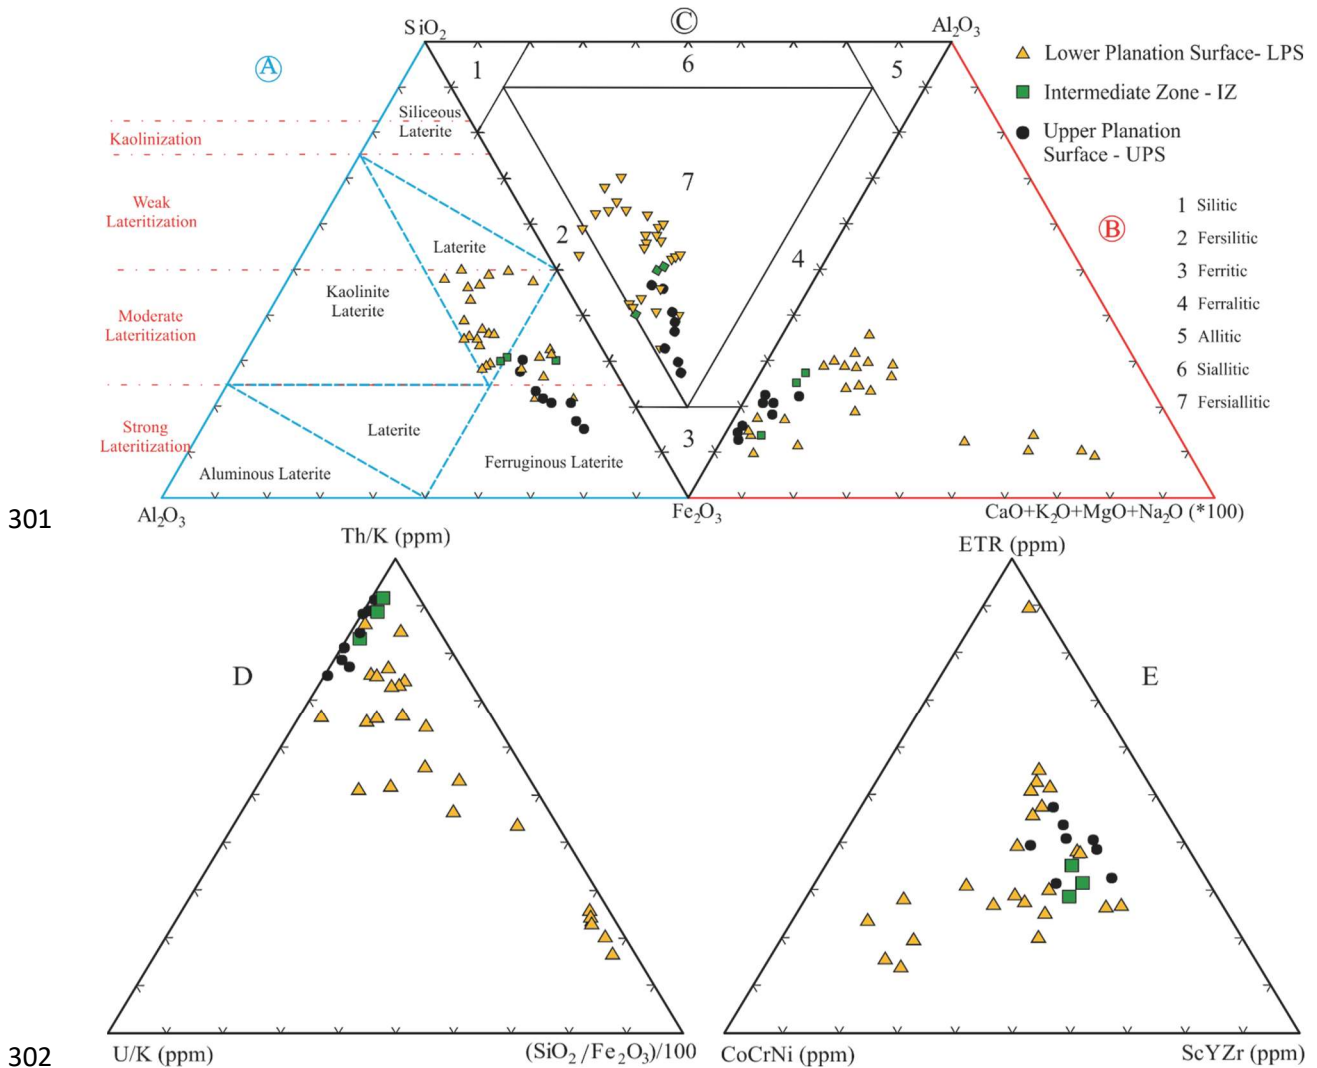 SiO2
C
Al2O3
A
1
6
5
Lower Planation Surface- LPS
Intermediate Zone - IZ
Upper Planation
Surface - UPS
Siliceous
Laterite
Kaolinization
7
Weak
Lateritization
1 Silitic
2 Fersilitic
3 Ferritic
4 Ferralitic
5 Allitic
6 Siallitic
7 Fersiallitic
B
2
Laterite
4
Kaolinite
Laterite
Moderate
Lateritization
Strong
Lateritization
Laterite
3
Aluminous Laterite
Ferruginous Laterite
301
Al2O3
Fe2O3
CaO+K2O+MgO+Na2O (*100)
Th/K (ppm)
ETR (ppm)
D
E
302
U/K (ppm)
(SiO2/Fe2O3)/100
CoCrNi (ppm)
ScYZr (ppm)